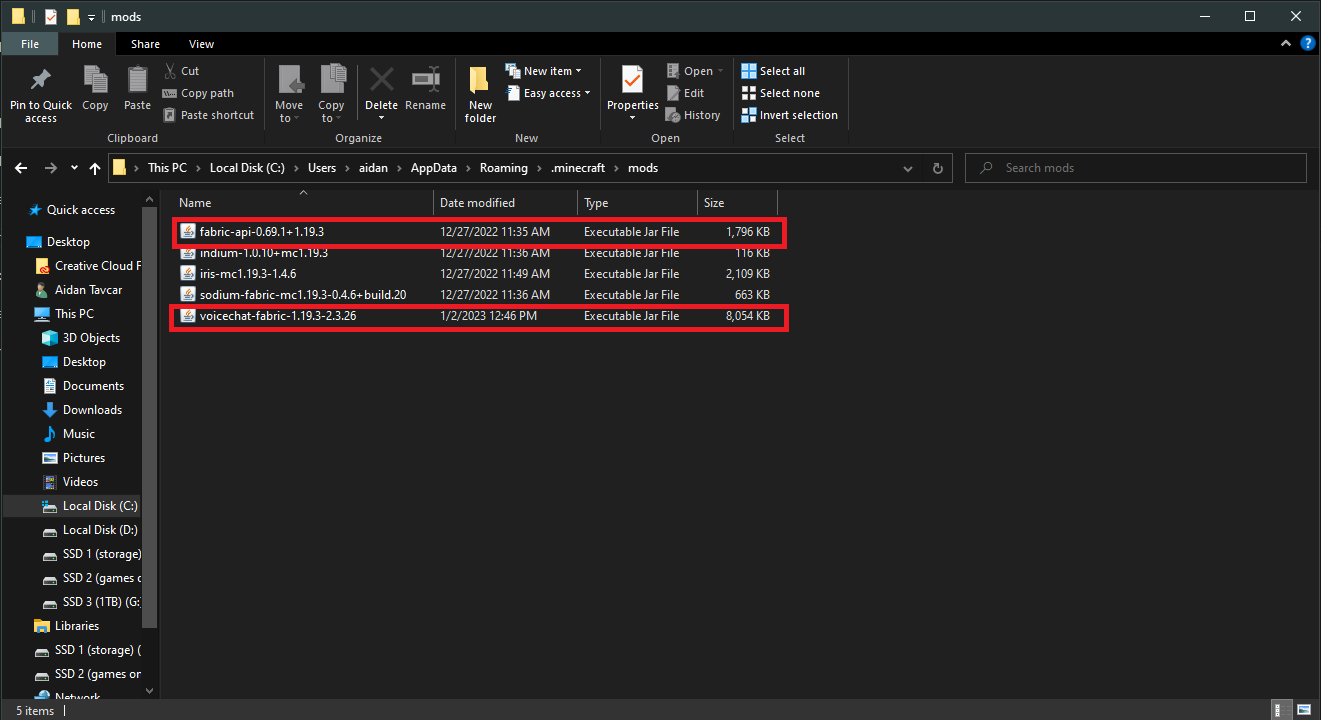 mods
File Home Share View
Pin to Quick access
Copy
Paste
Cut
Copy path
Paste shortcut
Clipboard
Move to
Copy to
Delete
Rename
Organize
New folder
New item
Easy access
New
Properties
Open
Edit
History
Open
Select all
Select none
Invert selection
Select
This PC > Local Disk (C:) > Users > aidan > AppData > Roaming > .minecraft > mods
Search mods
Quick access
Desktop
Creative Cloud F
Aidan Tavcar
This PC
3D Objects
Desktop
Documents
Downloads
Music
Pictures
Videos
Local Disk (C:)
Local Disk (D:)
SSD 1 (storage)
SSD 2 (games o
SSD 3 (1TB) (G:
Libraries
SSD 1 (storage) (
SSD 2 (games on
Network
Name Date modified Type Size
fabric-api-0.69.1+1.19.3 12/27/2022 11:35 AM Executable Jar File 1,796 KB
indium-1.0.10+mc1.19.3 12/27/2022 11:36 AM Executable Jar File 116 KB
iris-mc1.19.3-1.4.6 12/27/2022 11:49 AM Executable Jar File 2,109 KB
sodium-fabric-mc1.19.3-0.4.6+build.20 12/27/2022 11:36 AM Executable Jar File 663 KB
voicechat-fabric-1.19.3-2.3.26 1/2/2023 12:46 PM Executable Jar File 8,054 KB
5 items